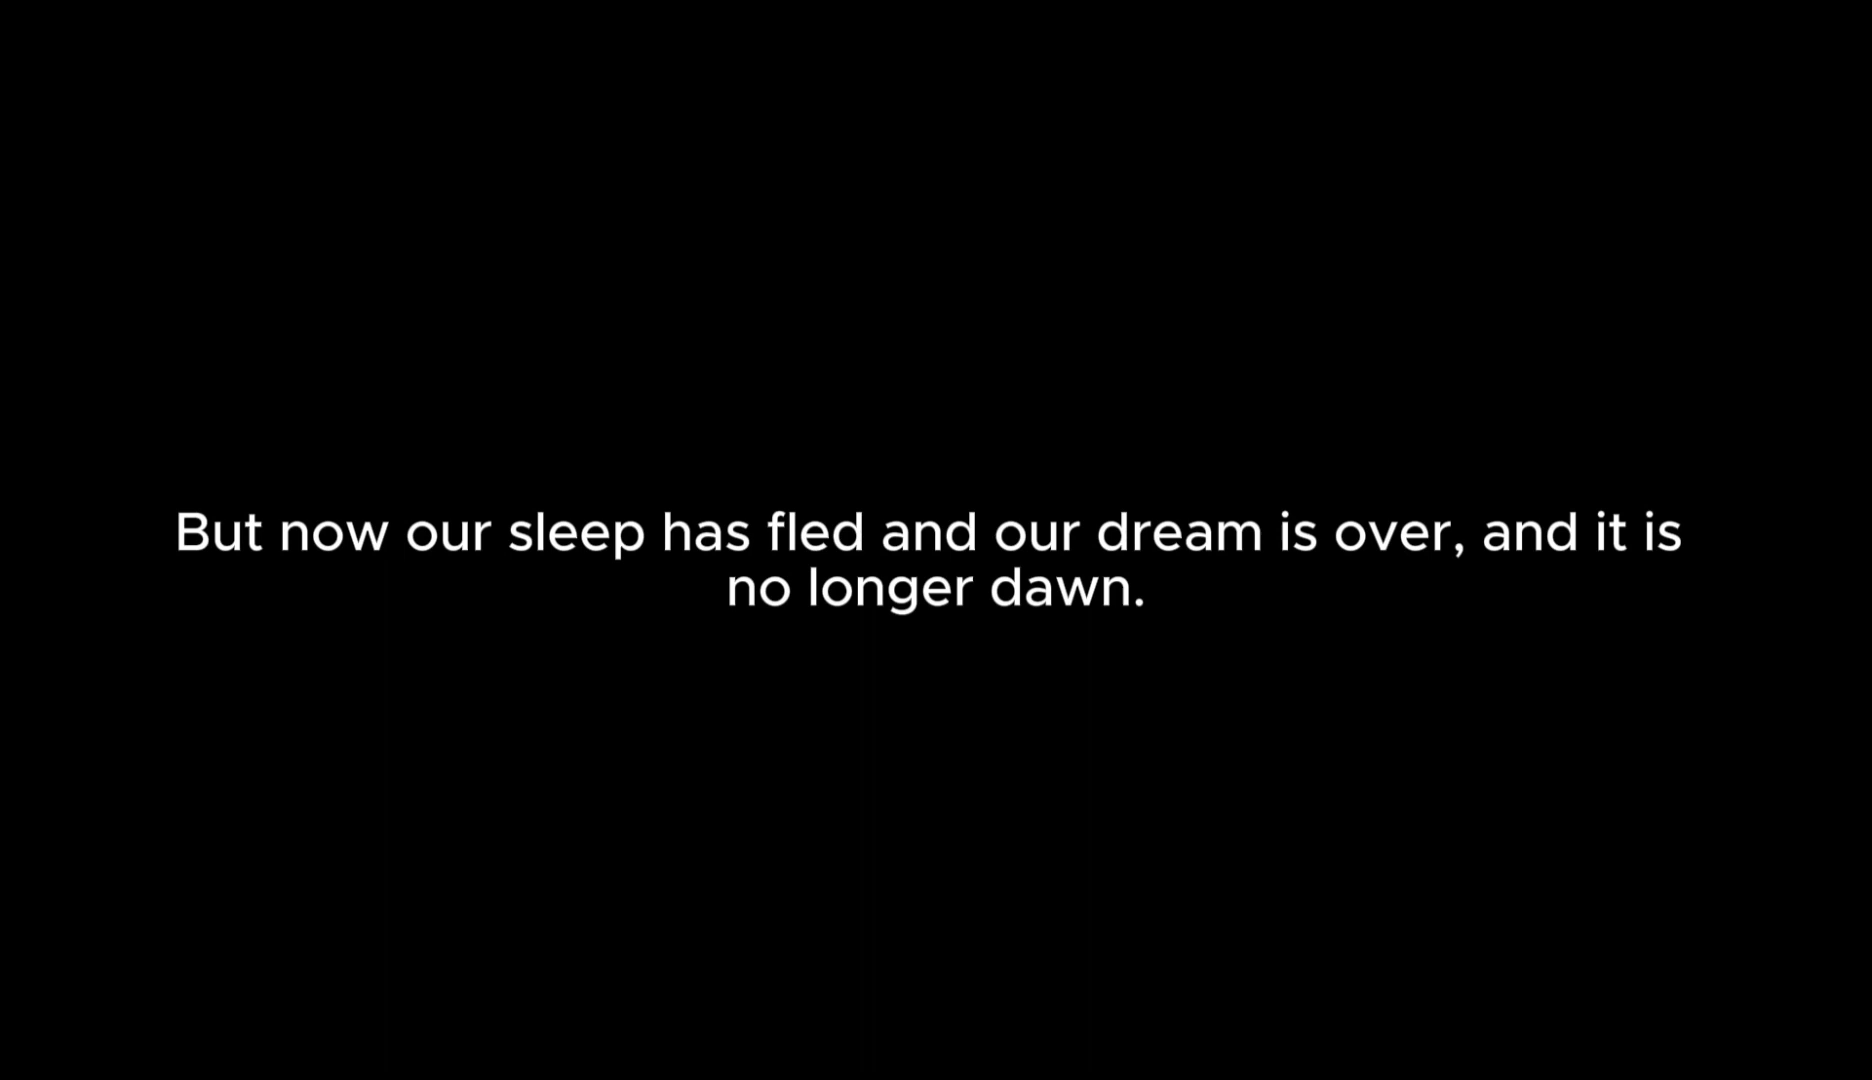 But now our sleep has fled and our dream is over, and it is
no longer dawn.